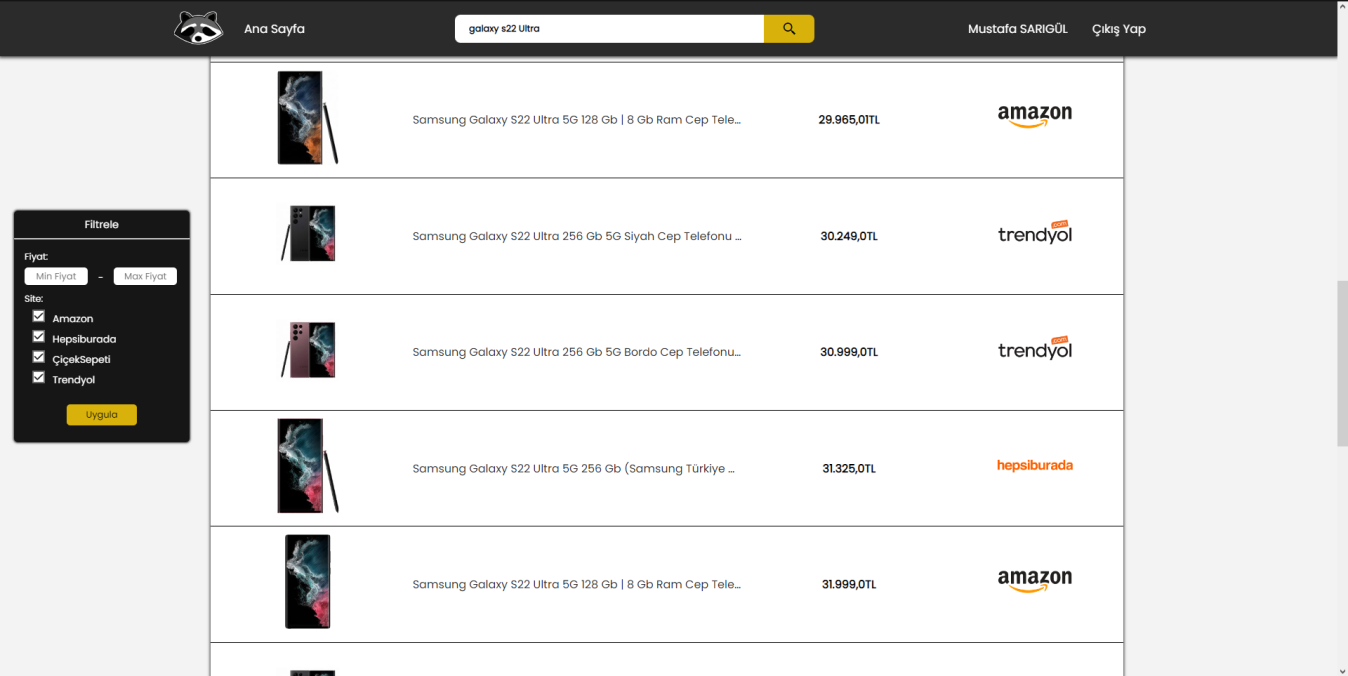 Ana Sayfa
galaxy s22 Ultra
Mustafa SARIGÜL
Çıkış Yap
Samsung Galaxy S22 Ultra 5G 128 Gb | 8 Gb Ram Cep Tele...
29.965,01TL
amazon
Samsung Galaxy S22 Ultra 256 Gb 5G Siyah Cep Telefonu ...
30.249,0TL
trendyol.com
Samsung Galaxy S22 Ultra 256 Gb 5G Bordo Cep Telefonu...
30.999,0TL
trendyol.com
Samsung Galaxy S22 Ultra 5G 256 Gb (Samsung Türkiye ...
31.325,0TL
hepsiburada
Samsung Galaxy S22 Ultra 5G 128 Gb | 8 Gb Ram Cep Tele...
31.999,0TL
amazon
Filtrele
Fiyat:
Min Fiyat - Max Fiyat
Site:
Amazon
Hepsiburada
ÇiçekSepeti
Trendyol
Uygula